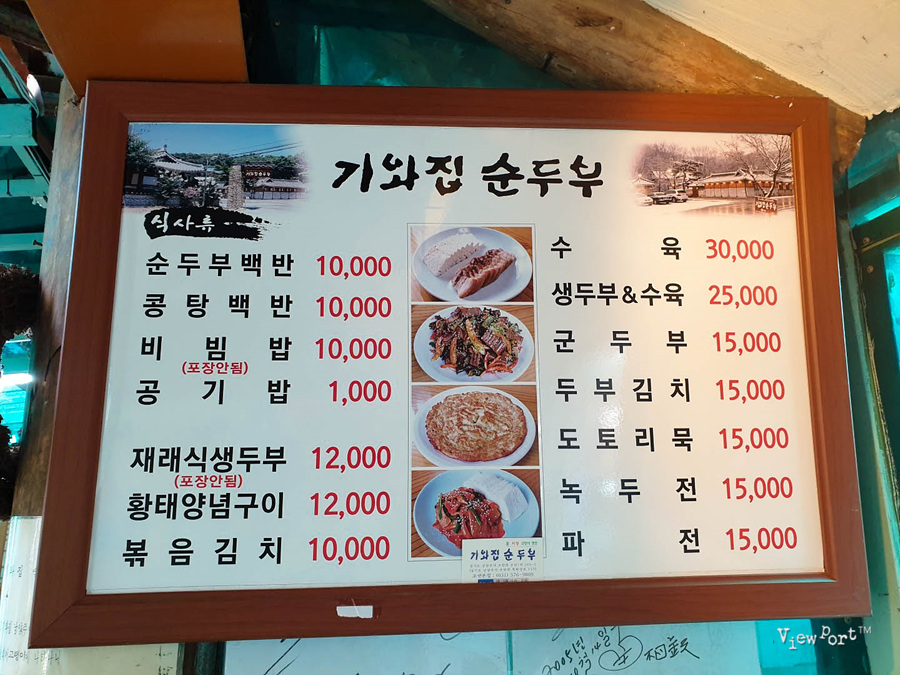 기와집 순두부
식사류
순두부백반 10,000
콩탕백반 10,000
비빔밥 10,000
(포장안됨)
공기밥 1,000
재래식생두부 12,000
(포장안됨)
황태양념구이 12,000
볶음김치 10,000
수육 30,000
생두부&수육 25,000
군두부 15,000
두부김치 15,000
도토리묵 15,000
녹두전 15,000
파전 15,000
기와집 순두부
View Port™